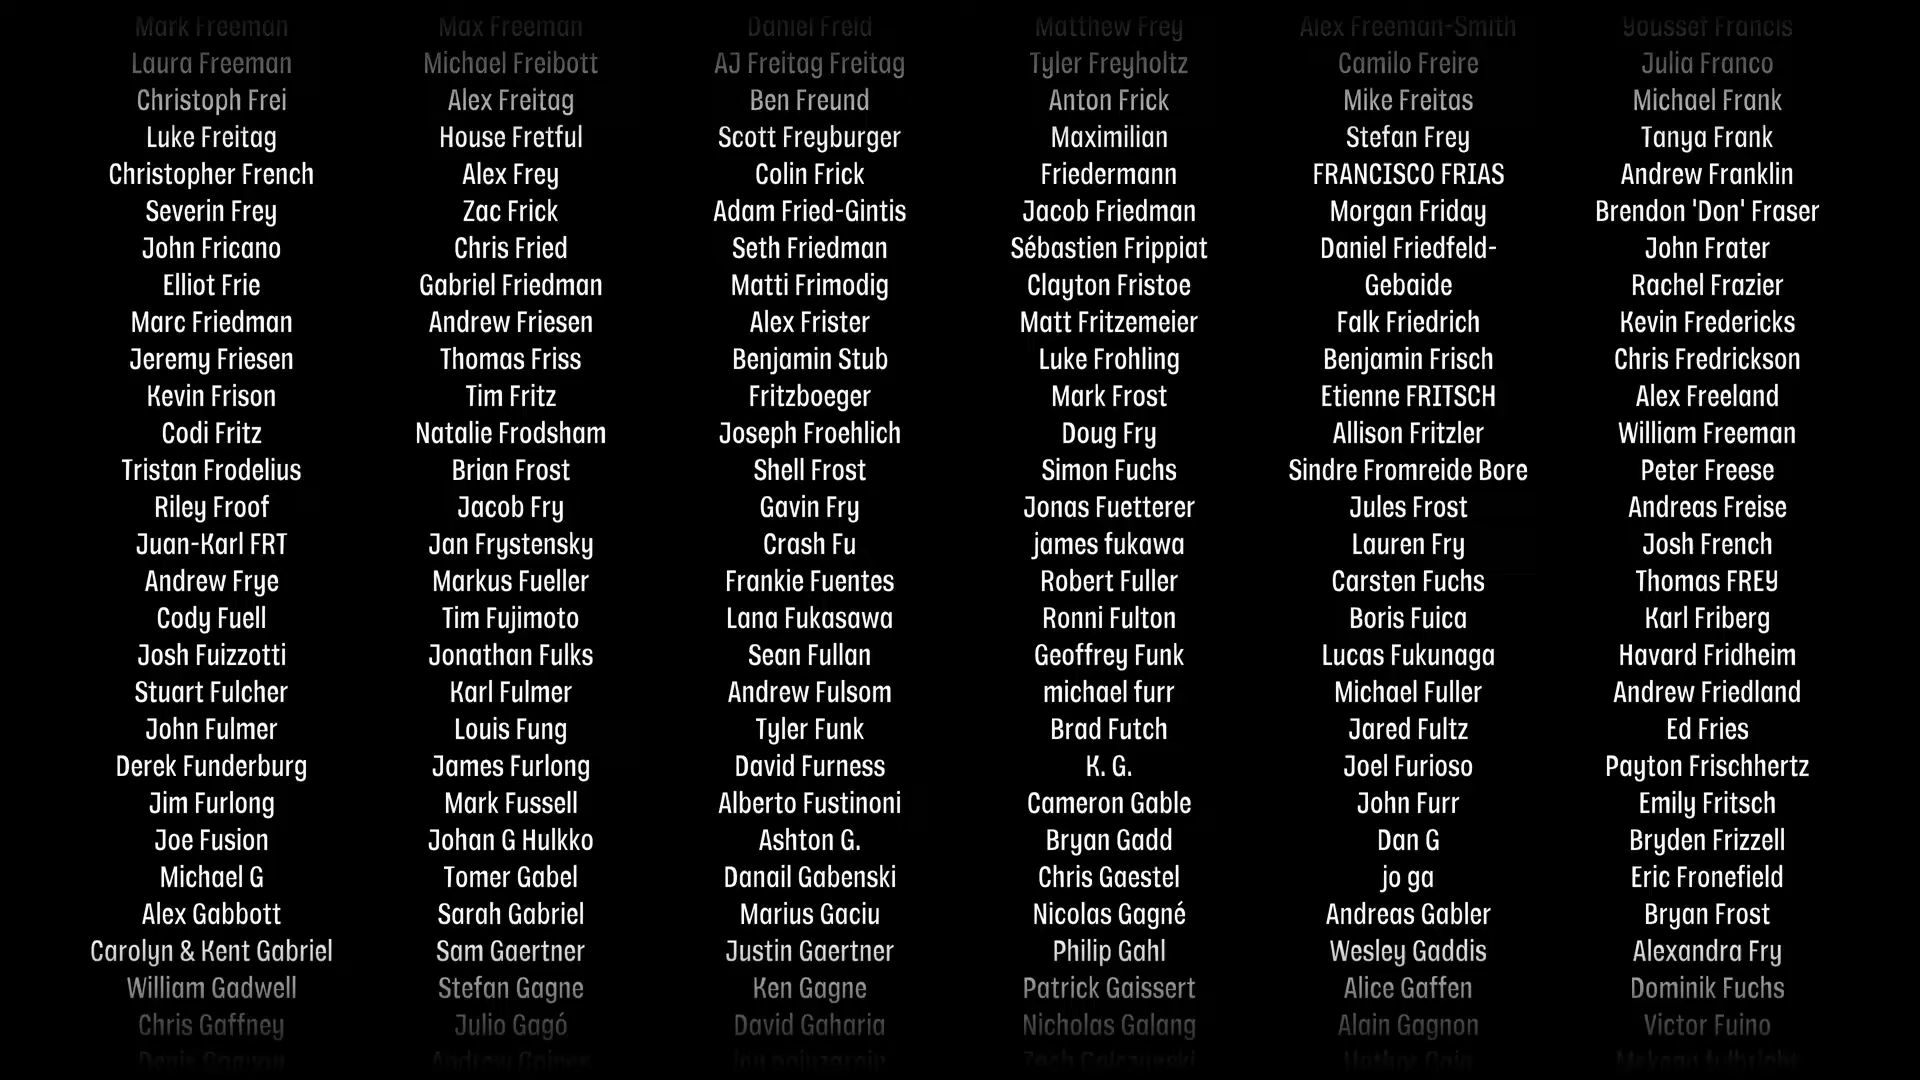 Mark Freeman
Max Freeman
Daniel Freid
Matthew Frey
Alex Freeman-Smith
Youssef Francis
Laura Freeman
Michael Freibott
AJ Freitag Freitag
Tyler Freyholtz
Camilo Freire
Julia Franco
Christoph Frei
Alex Freitag
Ben Freund
Anton Frick
Mike Freitas
Michael Frank
Luke Freitag
House Fretful
Scott Freyburger
Maximilian
Stefan Frey
Tanya Frank
Christopher French
Alex Frey
Colin Frick
Friedermann
FRANCISCO FRIAS
Andrew Franklin
Severin Frey
Zac Frick
Adam Fried-Gintis
Jacob Friedman
Morgan Friday
Brendon 'Don' Fraser
John Fricano
Chris Fried
Seth Friedman
Sébastien Frippiat
Daniel Friedfeld-
John Frater
Elliot Frie
Gabriel Friedman
Matti Frimodig
Clayton Fristoe
Gebaide
Rachel Frazier
Marc Friedman
Andrew Friesen
Alex Frister
Matt Fritzemeier
Falk Friedrich
Kevin Fredericks
Jeremy Friesen
Thomas Friss
Benjamin Stub
Luke Frohling
Benjamin Frisch
Chris Fredrickson
Kevin Frison
Tim Fritz
Fritzboeger
Mark Frost
Etienne FRITSCH
Alex Freeland
Codi Fritz
Natalie Frodsham
Joseph Froehlich
Doug Fry
Allison Fritzler
William Freeman
Tristan Frodelius
Brian Frost
Shell Frost
Simon Fuchs
Sindre Fromreide Bore
Peter Freese
Riley Froof
Jacob Fry
Gavin Fry
Jonas Fuetterer
Jules Frost
Andreas Freise
Juan-Karl FRT
Jan Frystensky
Crash Fu
james fukawa
Lauren Fry
Josh French
Andrew Frye
Markus Fueller
Frankie Fuentes
Robert Fuller
Carsten Fuchs
Thomas FREY
Cody Fuell
Tim Fujimoto
Lana Fukasawa
Ronni Fulton
Boris Fuica
Karl Friberg
Josh Fuizzotti
Jonathan Fulks
Sean Fullan
Geoffrey Funk
Lucas Fukunaga
Havard Fridheim
Stuart Fulcher
Karl Fulmer
Andrew Fulsom
michael furr
Michael Fuller
Andrew Friedland
John Fulmer
Louis Fung
Tyler Funk
Brad Futch
Jared Fultz
Ed Fries
Derek Funderburg
James Furlong
David Furness
K. G.
Joel Furioso
Payton Frischhertz
Jim Furlong
Mark Fussell
Alberto Fustinoni
Cameron Gable
John Furr
Emily Fritsch
Joe Fusion
Johan G Hulkko
Ashton G.
Bryan Gadd
Dan G
Bryden Frizzell
Michael G
Tomer Gabel
Danail Gabenski
Chris Gaestel
jo ga
Eric Fronefield
Alex Gabbott
Sarah Gabriel
Marius Gaciu
Nicolas Gagné
Andreas Gabler
Bryan Frost
Carolyn & Kent Gabriel
Sam Gaertner
Justin Gaertner
Philip Gahl
Wesley Gaddis
Alexandra Fry
William Gadwell
Stefan Gagne
Ken Gagne
Patrick Gaissert
Alice Gaffen
Dominik Fuchs
Chris Gaffney
Julio Gagó
David Gaharia
Nicholas Galang
Alain Gagnon
Victor Fuino